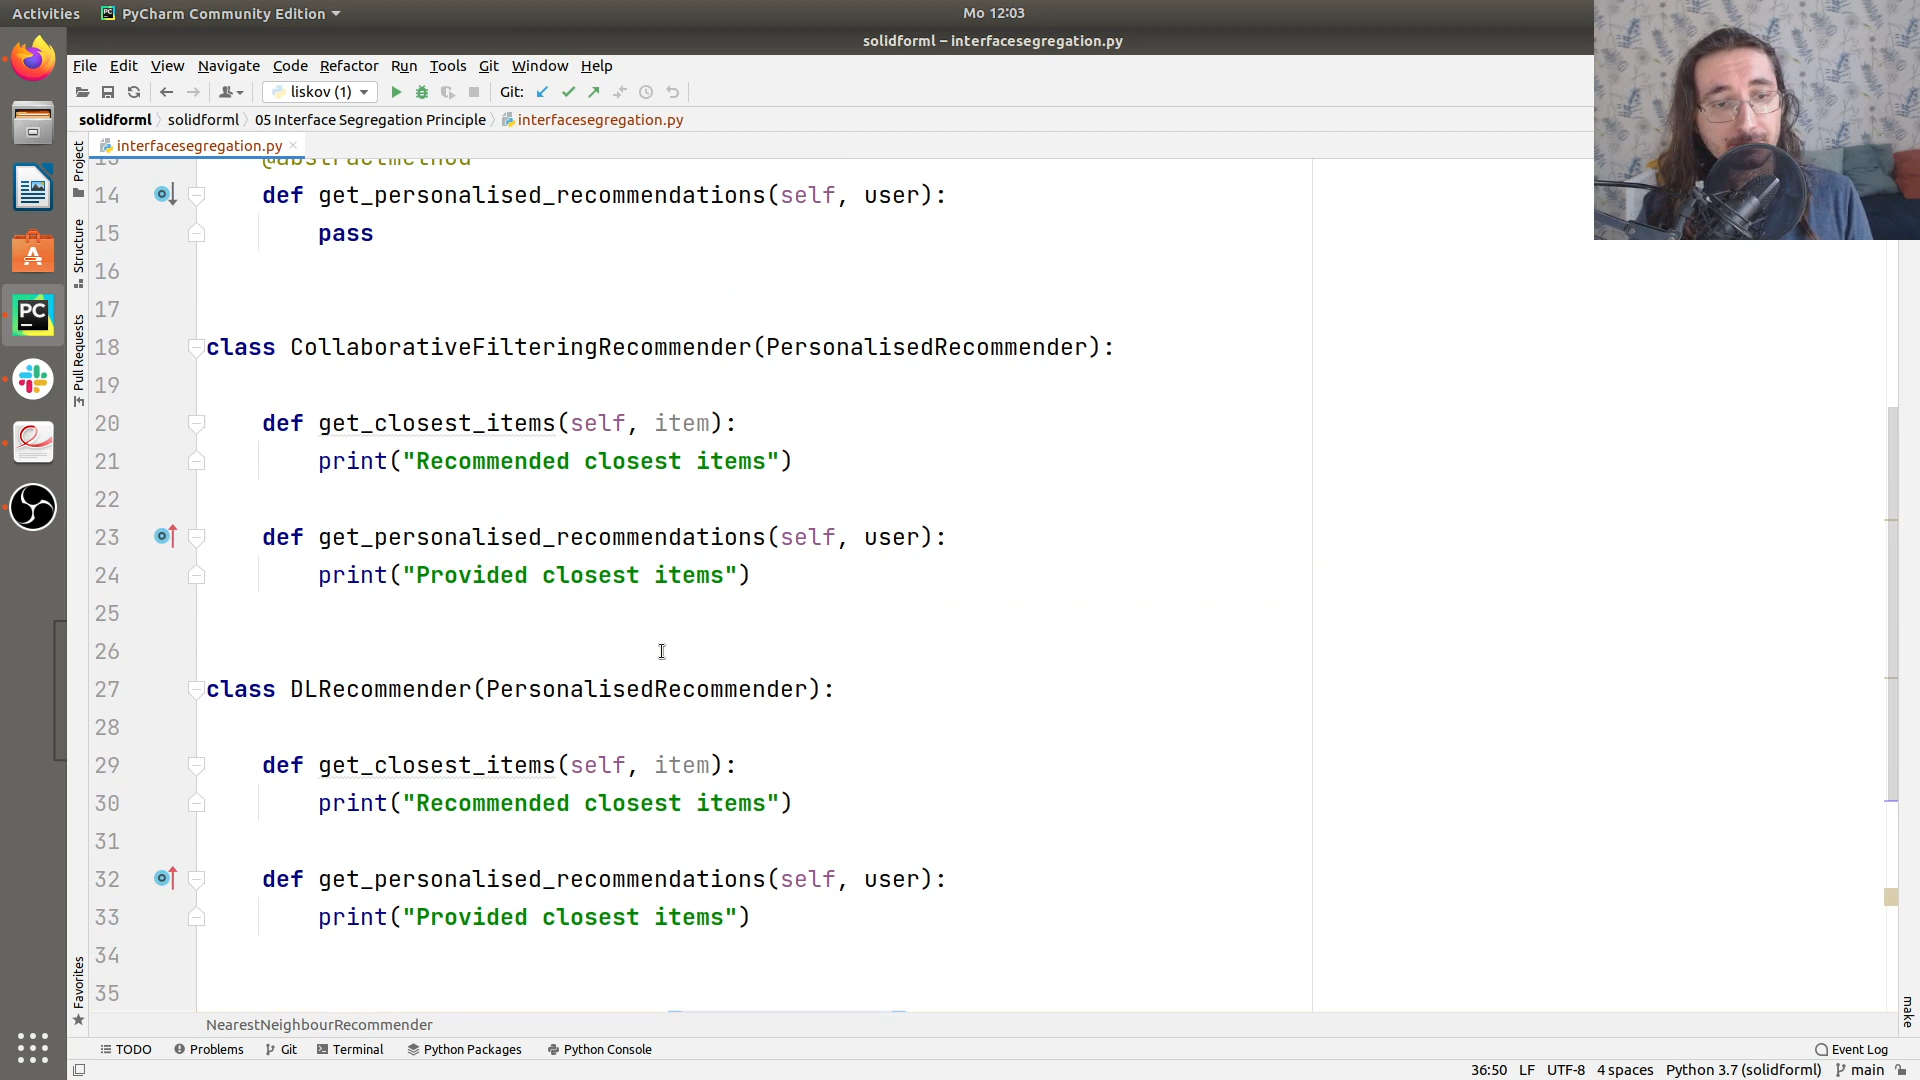 Activities PyCharm Community Edition Mo 12:03
solidforml – interfacesegregation.py
File Edit View Navigate Code Refactor Run Tools Git Window Help
liskov (1) Git:
solidforml solidforml 05 Interface Segregation Principle interfacesegregation.py
interfacesegregation.py
Project
Structure
Pull Requests
Favorites
make
13 @abstractmethod
14 def get_personalised_recommendations(self, user):
15 pass
16
17
18 class CollaborativeFilteringRecommender(PersonalisedRecommender):
19
20 def get_closest_items(self, item):
21 print("Recommended closest items")
22
23 def get_personalised_recommendations(self, user):
24 print("Provided closest items")
25
26
27 class DLRecommender(PersonalisedRecommender):
28
29 def get_closest_items(self, item):
30 print("Recommended closest items")
31
32 def get_personalised_recommendations(self, user):
33 print("Provided closest items")
34
35
NearestNeighbourRecommender
TODO Problems Git Terminal Python Packages Python Console Event Log
36:50 LF UTF-8 4 spaces Python 3.7 (solidforml) main